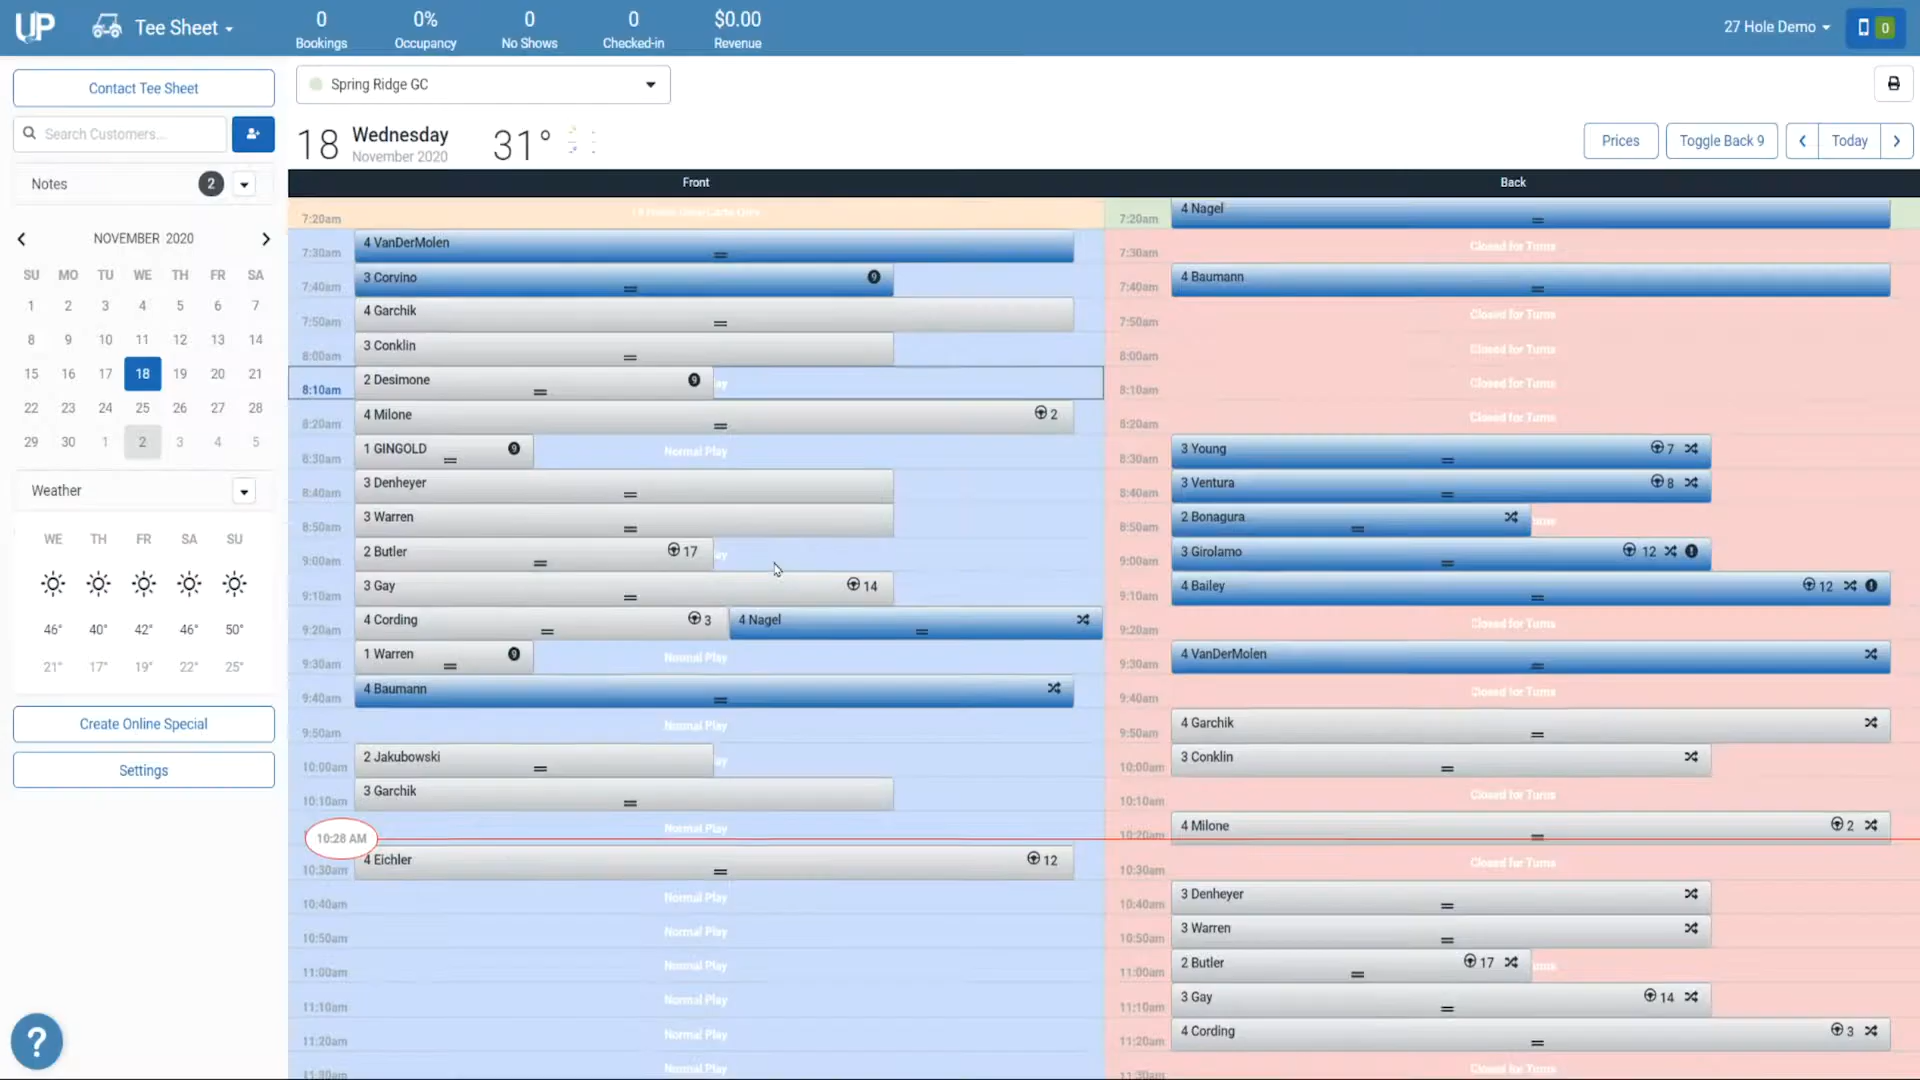 UP Tee Sheet
0 Bookings
0% Occupancy
0 No Shows
0 Checked-in
$0.00 Revenue
27 Hole Demo
0
Contact Tee Sheet
Search Customers...
Notes 2
NOVEMBER 2020
SU MO TU WE TH FR SA
1 2 3 4 5 6 7
8 9 10 11 12 13 14
15 16 17 18 19 20 21
22 23 24 25 26 27 28
29 30 1 2 3 4 5
Weather
WE TH FR SA SU
46° 40° 42° 46° 50°
21° 17° 19° 22° 25°
Create Online Special
Settings
?
Spring Ridge GC
18 Wednesday
November 2020
31°
Prices
Toggle Back 9
Today
Front
7:20am
7:30am 4 VanDerMolen
7:40am 3 Corvino 9
7:50am 4 Garchik
8:00am 3 Conklin
8:10am 2 Desimone 9 ay
8:20am 4 Milone 2
8:30am 1 GINGOLD 9 Normal Play
8:40am 3 Denheyer
8:50am 3 Warren
9:00am 2 Butler 17 ay
9:10am 3 Gay 14
9:20am 4 Cording 3 4 Nagel
9:30am 1 Warren 9 Normal Play
9:40am 4 Baumann
9:50am Normal Play
10:00am 2 Jakubowski ay
10:10am 3 Garchik
10:28 AM Normal Play
10:30am 4 Eichler 12
10:40am Normal Play
10:50am Normal Play
11:00am Normal Play
11:10am Normal Play
11:20am Normal Play
11:30am
Back
7:20am 4 Nagel
7:30am Closed for Turns
7:40am 4 Baumann
7:50am Closed for Turns
8:00am Closed for Turns
8:10am Closed for Turns
8:20am Closed for Turns
8:30am 3 Young 7
8:40am 3 Ventura 8
8:50am 2 Bonagura
9:00am 3 Girolamo 12
9:10am 4 Bailey 12
9:20am Closed for Turns
9:30am 4 VanDerMolen
9:40am Closed for Turns
9:50am 4 Garchik
10:00am 3 Conklin
10:10am Closed for Turns
10:20am 4 Milone 2
10:30am Closed for Turns
10:40am 3 Denheyer
10:50am 3 Warren
11:00am 2 Butler 17
11:10am 3 Gay 14
11:20am 4 Cording 3
11:30am Closed for Turns